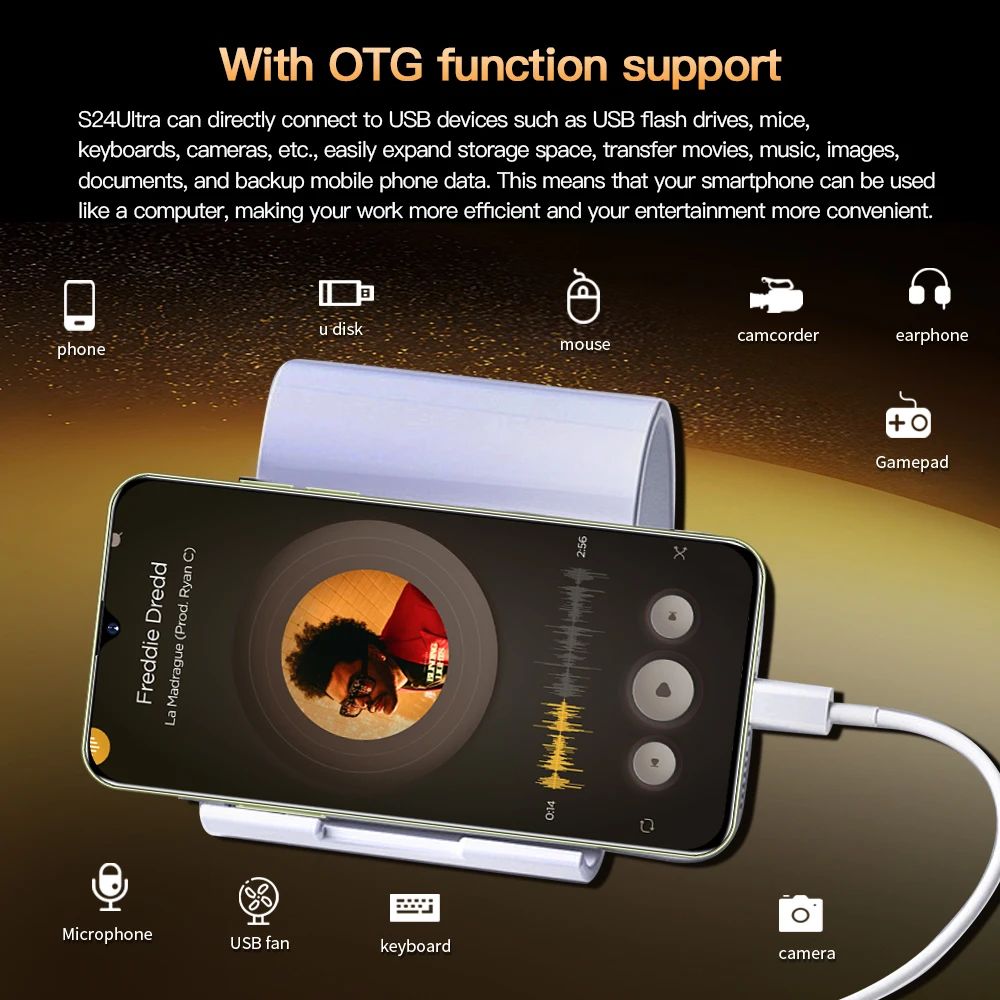 With OTG function support
S24Ultra can directly connect to USB devices such as USB flash drives, mice,
keyboards, cameras, etc., easily expand storage space, transfer movies, music, images,
documents, and backup mobile phone data. This means that your smartphone can be used
like a computer, making your work more efficient and your entertainment more convenient.
phone
u disk
mouse
camcorder
earphone
Gamepad
Freddie Dredd
La Madrague (Prod. Ryan C)
2:56
0:14
Microphone
USB fan
keyboard
camera